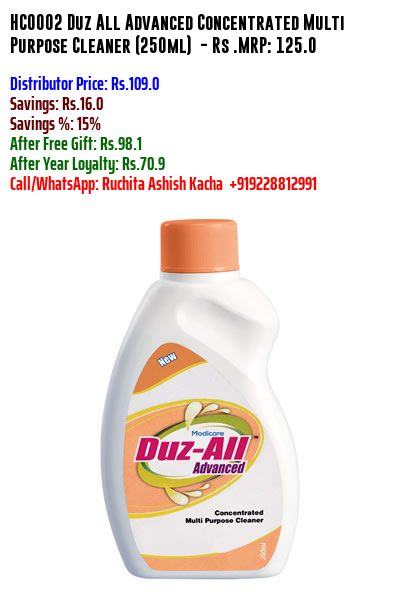 HC0002 Duz All Advanced Concentrated Multi
Purpose Cleaner (250ml) - Rs .MRP: 125.0
Distributor Price: Rs.109.0
Savings: Rs.16.0
Savings %: 15%
After Free Gift: Rs.98.1
After Year Loyalty: Rs.70.9
Call/WhatsApp: Ruchita Ashish Kacha +919228812991
New
Modicare
Duz-All
Advanced
Concentrated
Multi Purpose Cleaner
250ml